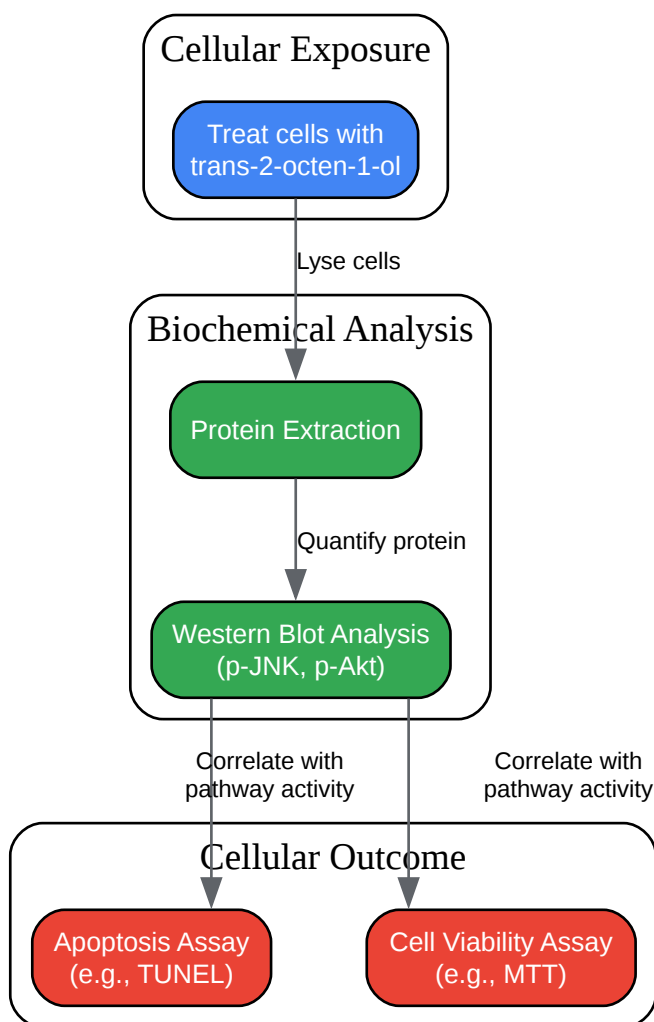 Cellular Exposure
Treat cells with
trans-2-octen-1-ol
Lyse cells
Biochemical Analysis
Protein Extraction
Quantify protein
Western Blot Analysis
(p-JNK, p-Akt)
Correlate with
pathway activity
Correlate with
pathway activity
Cellular Outcome
Apoptosis Assay
(e.g., TUNEL)
Cell Viability Assay
(e.g., MTT)